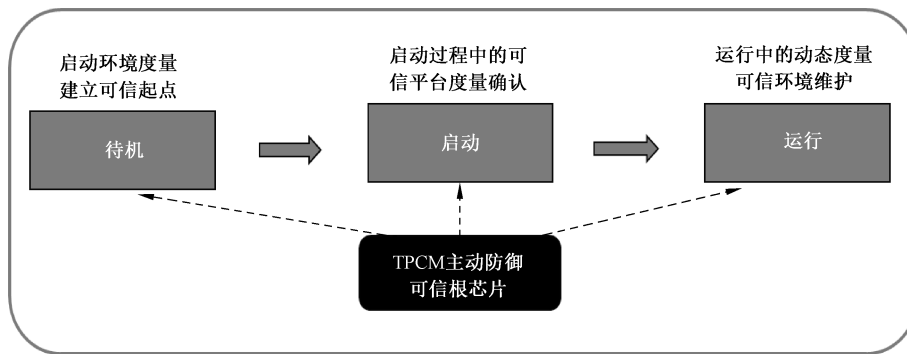 启动环境度量
建立可信起点
启动过程中的可
信平台度量确认
运行中的动态度量
可信环境维护
待机
启动
运行
TPCM主动防御
可信根芯片